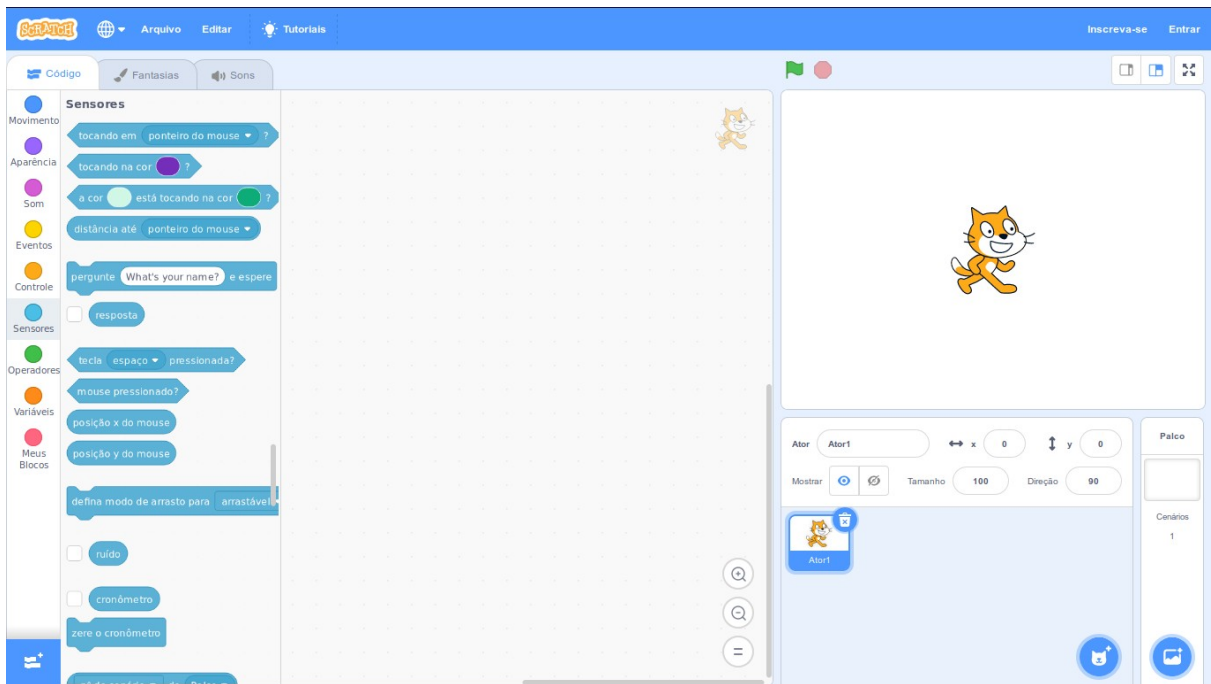 SCRATCH
Arquivo
Editar
Tutoriais
Inscreva-se
Entrar
Código
Fantasias
Sons
Movimento
Aparência
Som
Eventos
Controle
Sensores
Operadores
Variáveis
Meus
Blocos
Sensores
tocando em ponteiro do mouse ?
tocando na cor ?
a cor está tocando na cor ?
distância até ponteiro do mouse
pergunte What's your name? e espere
resposta
tecla espaço pressionada?
mouse pressionado?
posição x do mouse
posição y do mouse
defina modo de arrasto para arrastável
ruído
cronômetro
zere o cronômetro
Ator Ator1 x 0 y 0
Mostrar Tamanho 100 Direção 90
Ator1
Palco
Cenários
1